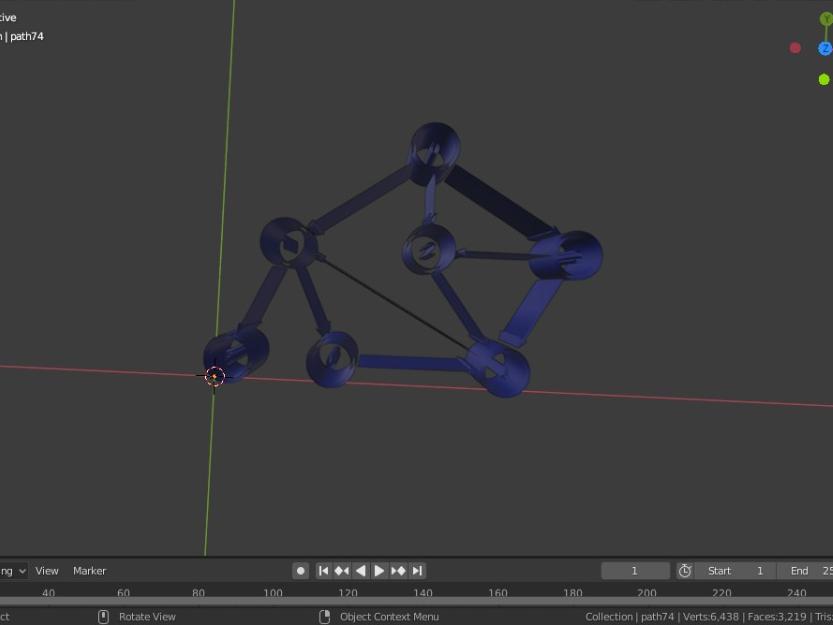 tive
n | path74
Y
Z
ng View Marker
1
Start 1
End 25
40 60 80 100 120 140 160 180 200 220 240
ct
Rotate View
Object Context Menu
Collection | path74 | Verts:6,438 | Faces:3,219 | Tris